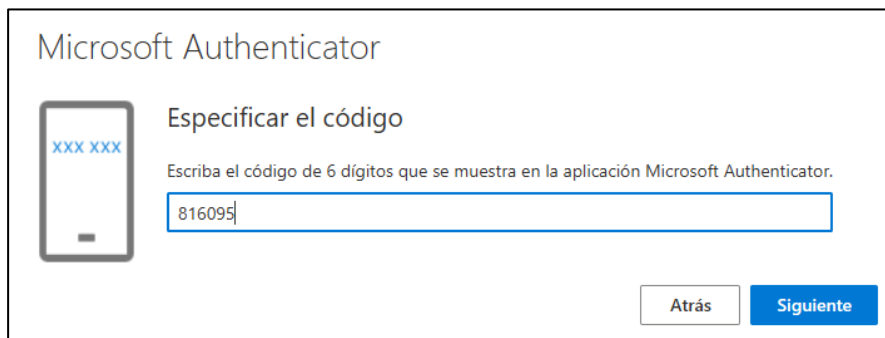 Microsoft Authenticator
Especificar el código
XXX XXX
Escriba el código de 6 dígitos que se muestra en la aplicación Microsoft Authenticator.
816095
Atrás
Siguiente